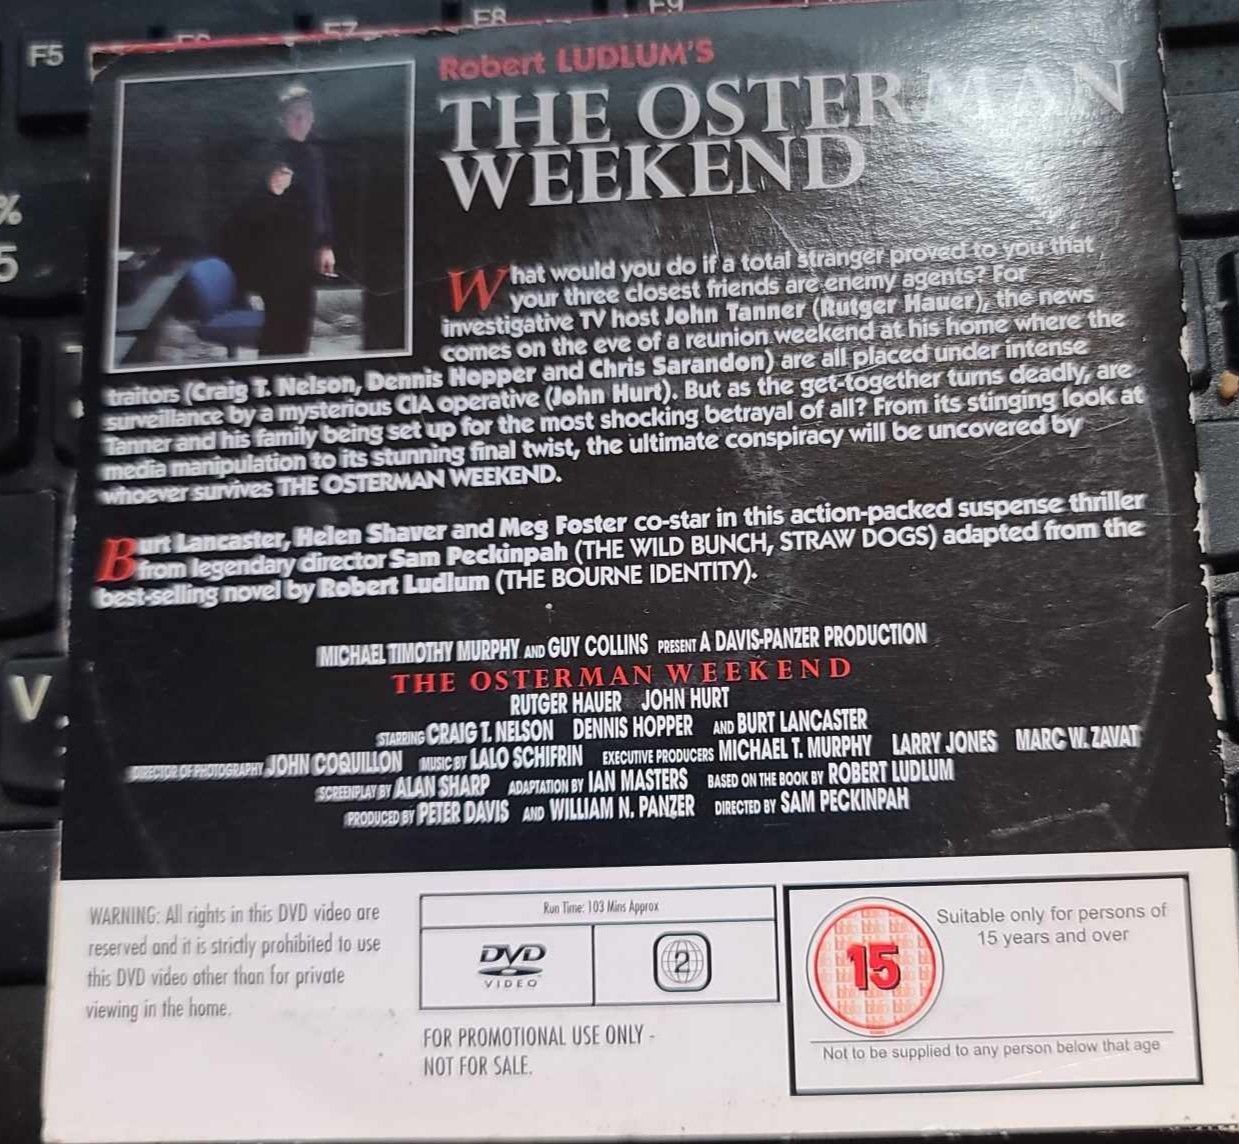 F5
F8
F9
%
5
V
Robert LUDLUM'S
THE OSTERMAN
WEEKEND
What would you do if a total stranger proved to you that
your three closest friends are enemy agents? For
investigative TV host John Tanner (Rutger Hauer), the news
comes on the eve of a reunion weekend at his home where the
traitors (Craig T. Nelson, Dennis Hopper and Chris Sarandon) are all placed under intense
surveillance by a mysterious CIA operative (John Hurt). But as the get-together turns deadly, are
Tanner and his family being set up for the most shocking betrayal of all? From its stinging look at
media manipulation to its stunning final twist, the ultimate conspiracy will be uncovered by
whoever survives THE OSTERMAN WEEKEND.
Burt Lancaster, Helen Shaver and Meg Foster co-star in this action-packed suspense thriller
from legendary director Sam Peckinpah (THE WILD BUNCH, STRAW DOGS) adapted from the
best-selling novel by Robert Ludlum (THE BOURNE IDENTITY).
MICHAEL TIMOTHY MURPHY AND GUY COLLINS PRESENT A DAVIS-PANZER PRODUCTION
THE OSTERMAN WEEKEND
RUTGER HAUER JOHN HURT
STARRING CRAIG T. NELSON DENNIS HOPPER AND BURT LANCASTER
DIRECTOR OF PHOTOGRAPHY JOHN COQUILLON MUSIC BY LALO SCHIFRIN EXECUTIVE PRODUCERS MICHAEL T. MURPHY LARRY JONES MARC W. ZAVAT
SCREENPLAY BY ALAN SHARP ADAPTATION BY IAN MASTERS BASED ON THE BOOK BY ROBERT LUDLUM
PRODUCED BY PETER DAVIS AND WILLIAM N. PANZER DIRECTED BY SAM PECKINPAH
WARNING: All rights in this DVD video are
reserved and it is strictly prohibited to use
this DVD video other than for private
viewing in the home.
Run Time: 103 Mins Approx
DVD
VIDEO
2
FOR PROMOTIONAL USE ONLY -
NOT FOR SALE.
15
Suitable only for persons of
15 years and over
Not to be supplied to any person below that age